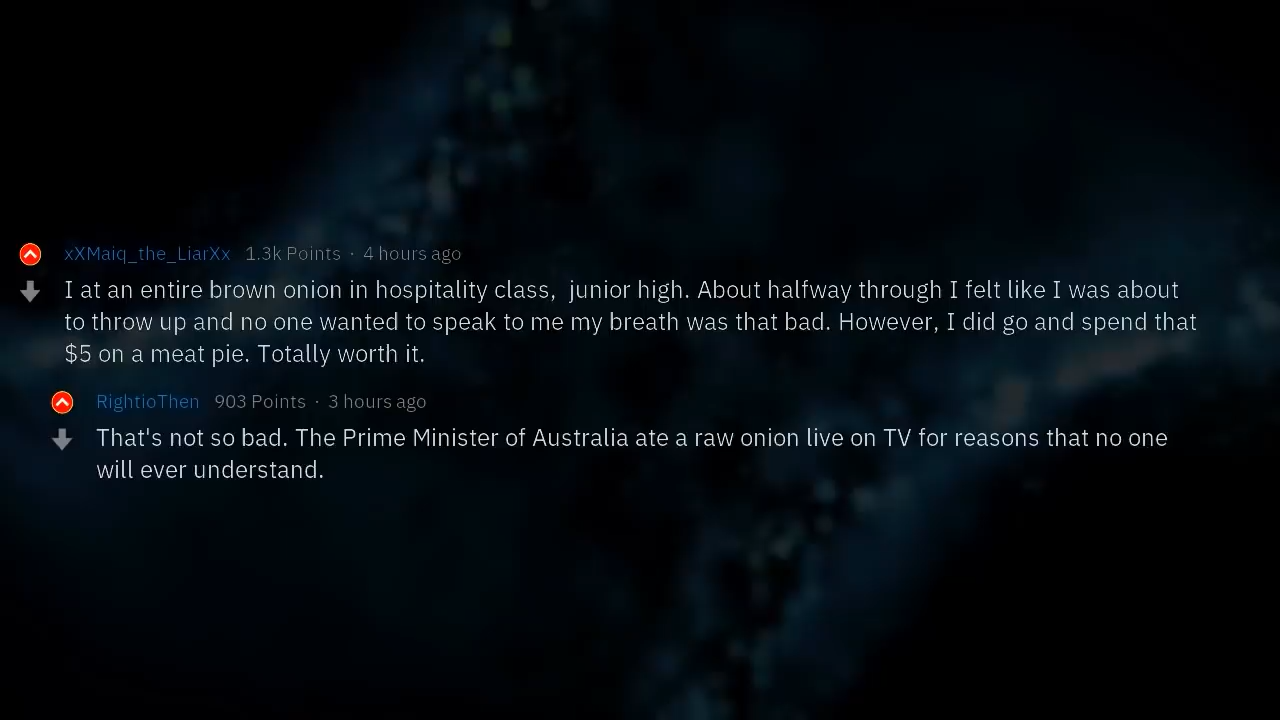 xXMaiq_the_LiarXx 1.3k Points · 4 hours ago
I at an entire brown onion in hospitality class,  junior high. About halfway through I felt like I was about
to throw up and no one wanted to speak to me my breath was that bad. However, I did go and spend that
$5 on a meat pie. Totally worth it.
RightioThen 903 Points · 3 hours ago
That's not so bad. The Prime Minister of Australia ate a raw onion live on TV for reasons that no one
will ever understand.